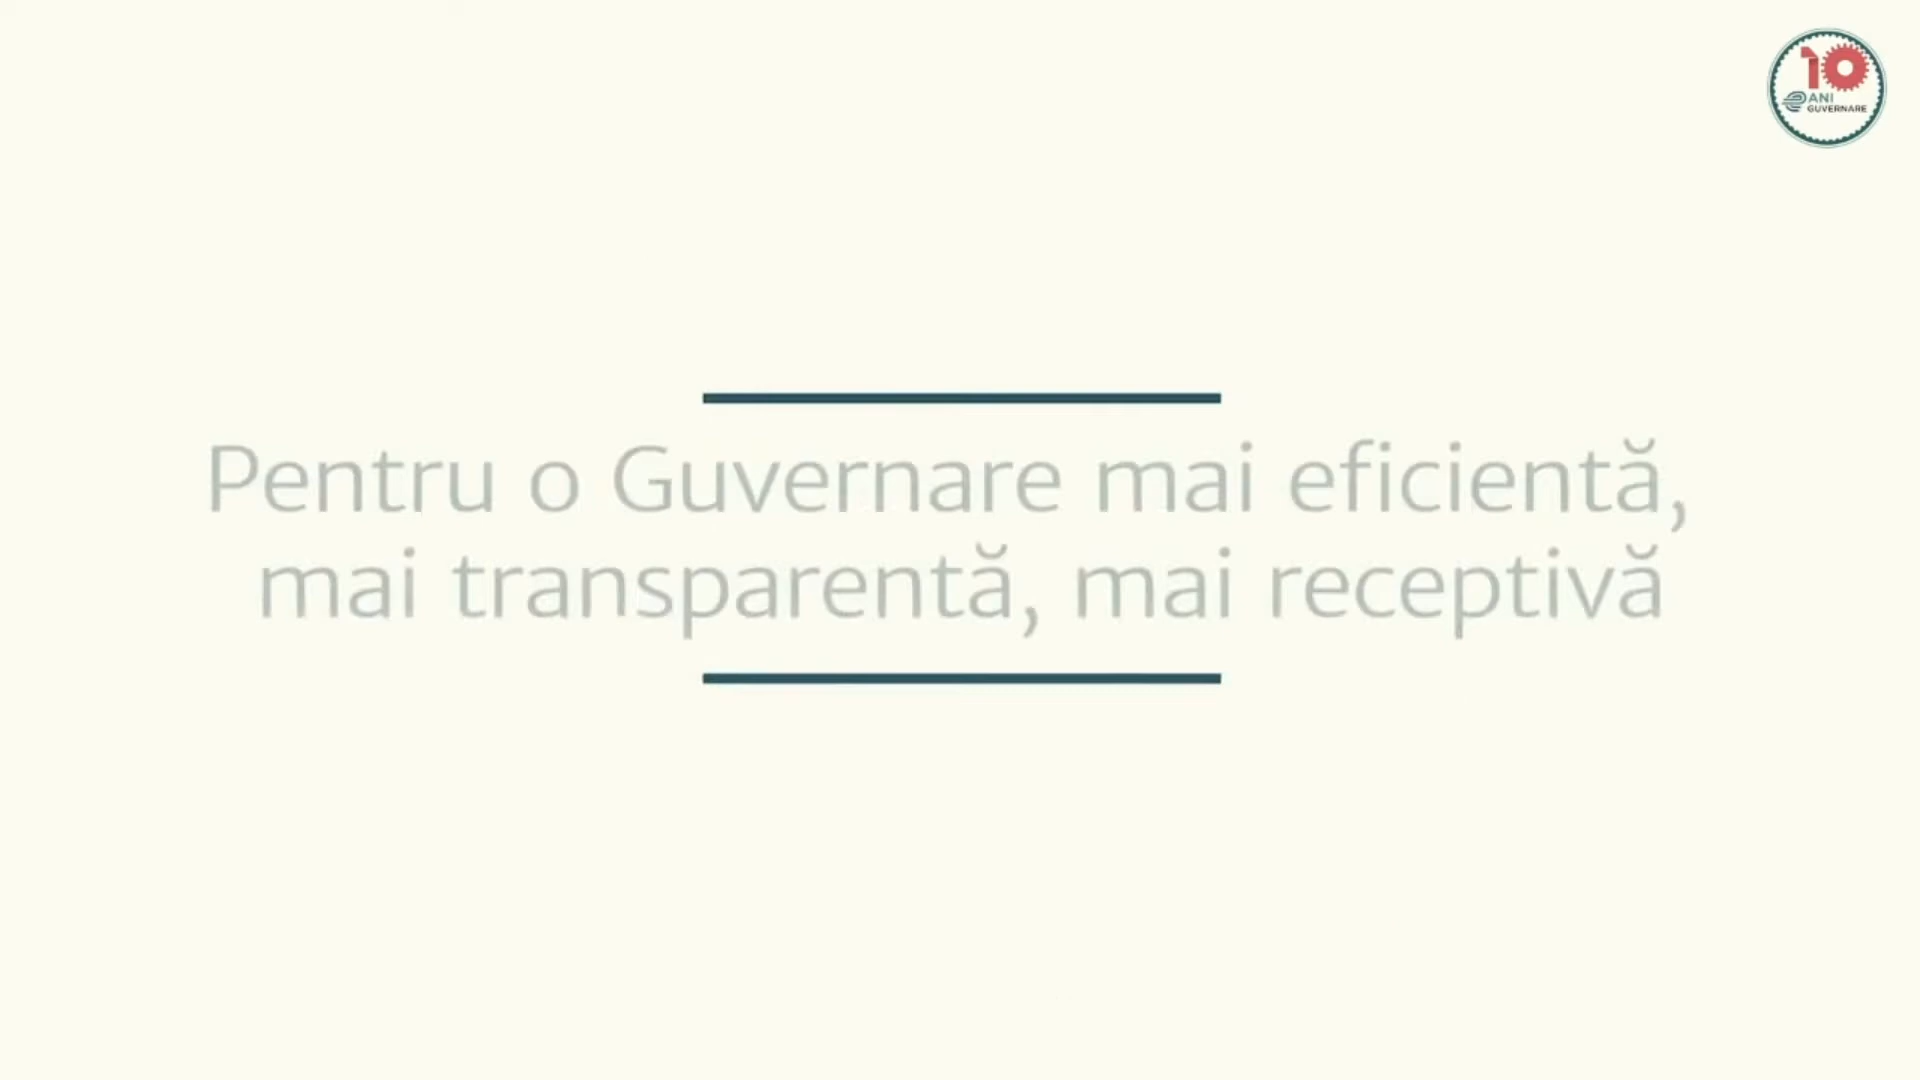 10
ANI
GUVERNARE
Pentru o Guvernare mai eficientă,
mai transparentă, mai receptivă